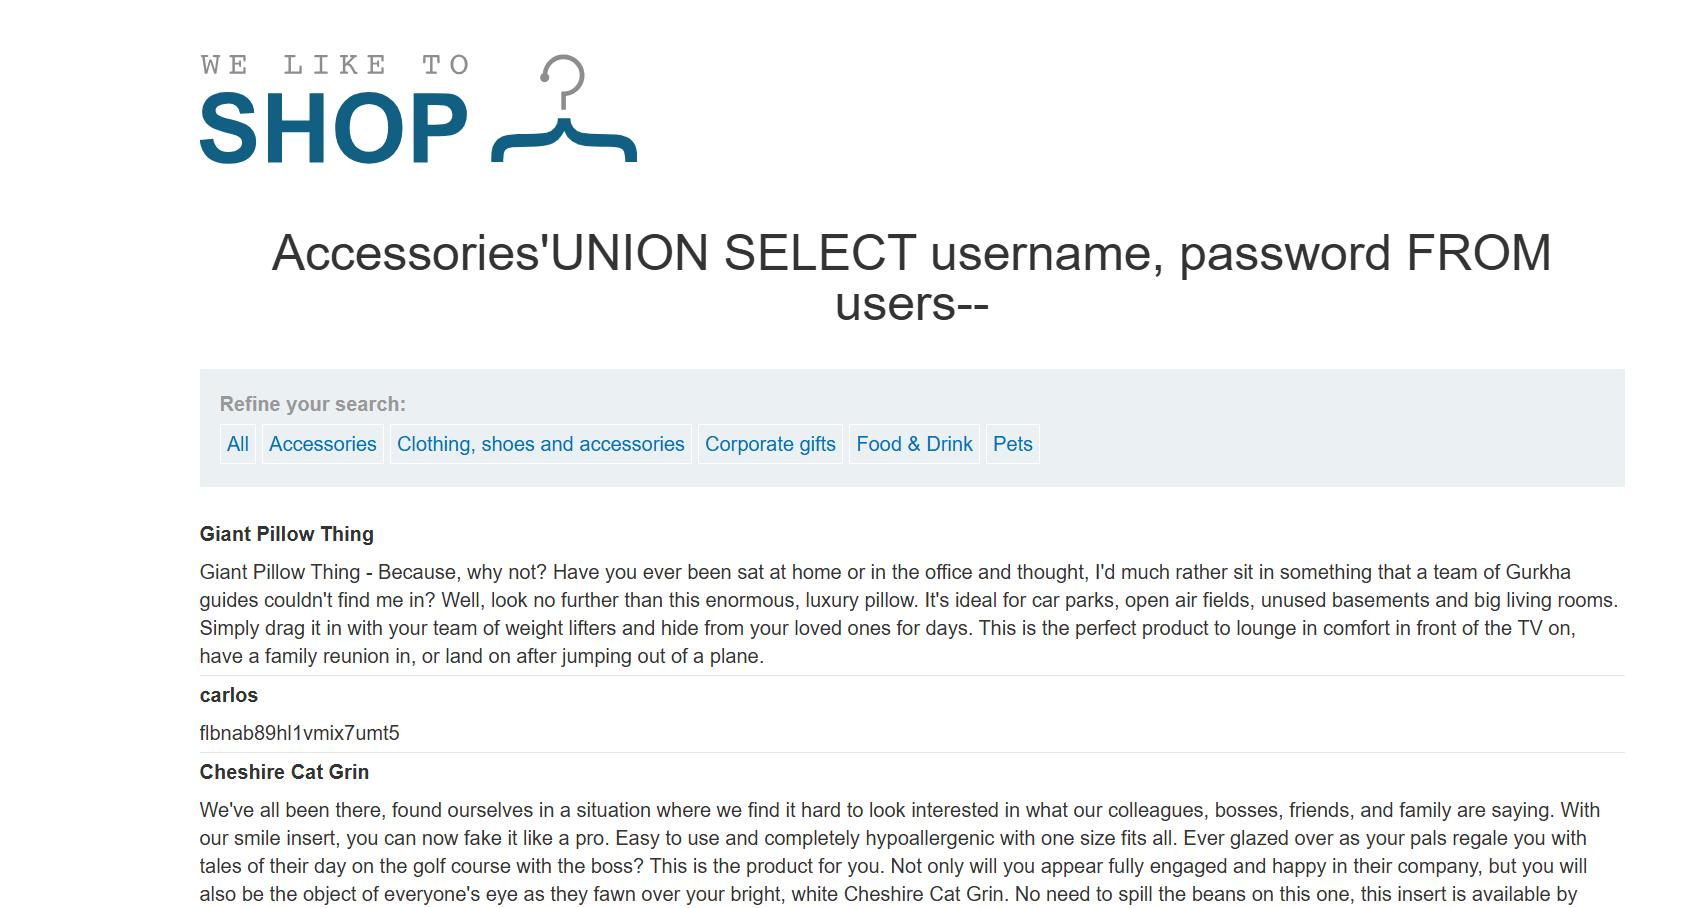 WE LIKE TO
SHOP
Accessories'UNION SELECT username, password FROM
users--
Refine your search:
All Accessories Clothing, shoes and accessories Corporate gifts Food & Drink Pets
Giant Pillow Thing
Giant Pillow Thing - Because, why not? Have you ever been sat at home or in the office and thought, I'd much rather sit in something that a team of Gurkha
guides couldn't find me in? Well, look no further than this enormous, luxury pillow. It's ideal for car parks, open air fields, unused basements and big living rooms.
Simply drag it in with your team of weight lifters and hide from your loved ones for days. This is the perfect product to lounge in comfort in front of the TV on,
have a family reunion in, or land on after jumping out of a plane.
carlos
flbnab89hl1vmix7umt5
Cheshire Cat Grin
We've all been there, found ourselves in a situation where we find it hard to look interested in what our colleagues, bosses, friends, and family are saying. With
our smile insert, you can now fake it like a pro. Easy to use and completely hypoallergenic with one size fits all. Ever glazed over as your pals regale you with
tales of their day on the golf course with the boss? This is the product for you. Not only will you appear fully engaged and happy in their company, but you will
also be the object of everyone's eye as they fawn over your bright, white Cheshire Cat Grin. No need to spill the beans on this one, this insert is available by